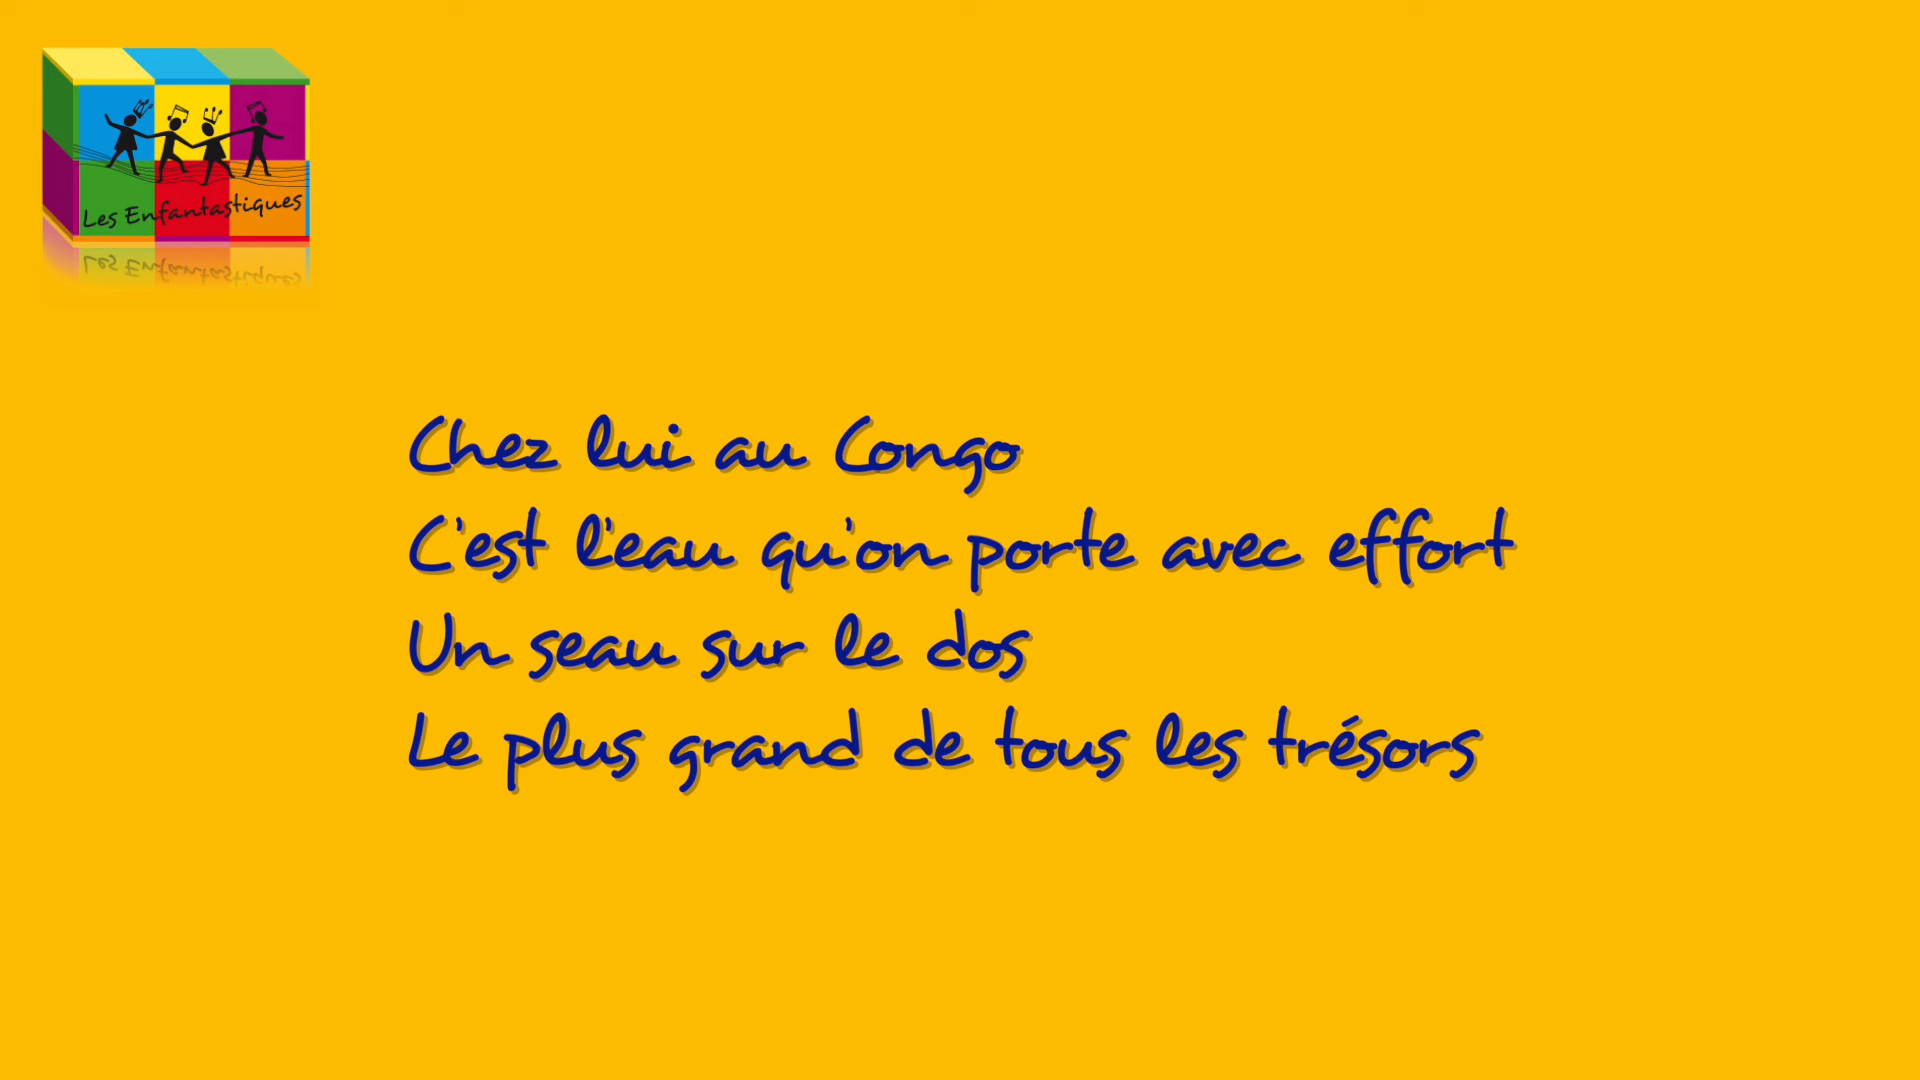 Les Enfantastiques
Chez lui au Congo
C'est l'eau qu'on porte avec effort
Un seau sur le dos
Le plus grand de tous les trésors